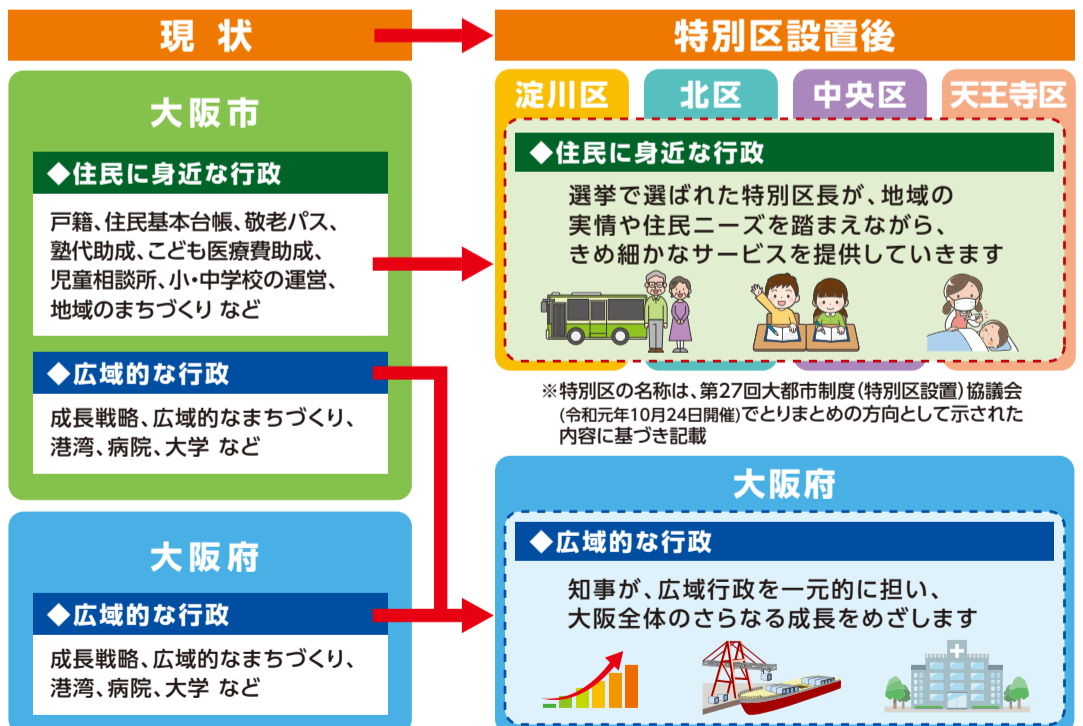 現状
大阪市
◆住民に身近な行政
戸籍、住民基本台帳、敬老パス、
塾代助成、こども医療費助成、
児童相談所、小・中学校の運営、
地域のまちづくり など
◆広域的な行政
成長戦略、広域的なまちづくり、
港湾、病院、大学 など
大阪府
◆広域的な行政
成長戦略、広域的なまちづくり、
港湾、病院、大学 など
特別区設置後
淀川区 北区 中央区 天王寺区
◆住民に身近な行政
選挙で選ばれた特別区長が、地域の
実情や住民ニーズを踏まえながら、
きめ細かなサービスを提供していきます
※特別区の名称は、第27回大都市制度(特別区設置)協議会
(令和元年10月24日開催)でとりまとめの方向として示された
内容に基づき記載
大阪府
◆広域的な行政
知事が、広域行政を一元的に担い、
大阪全体のさらなる成長をめざします